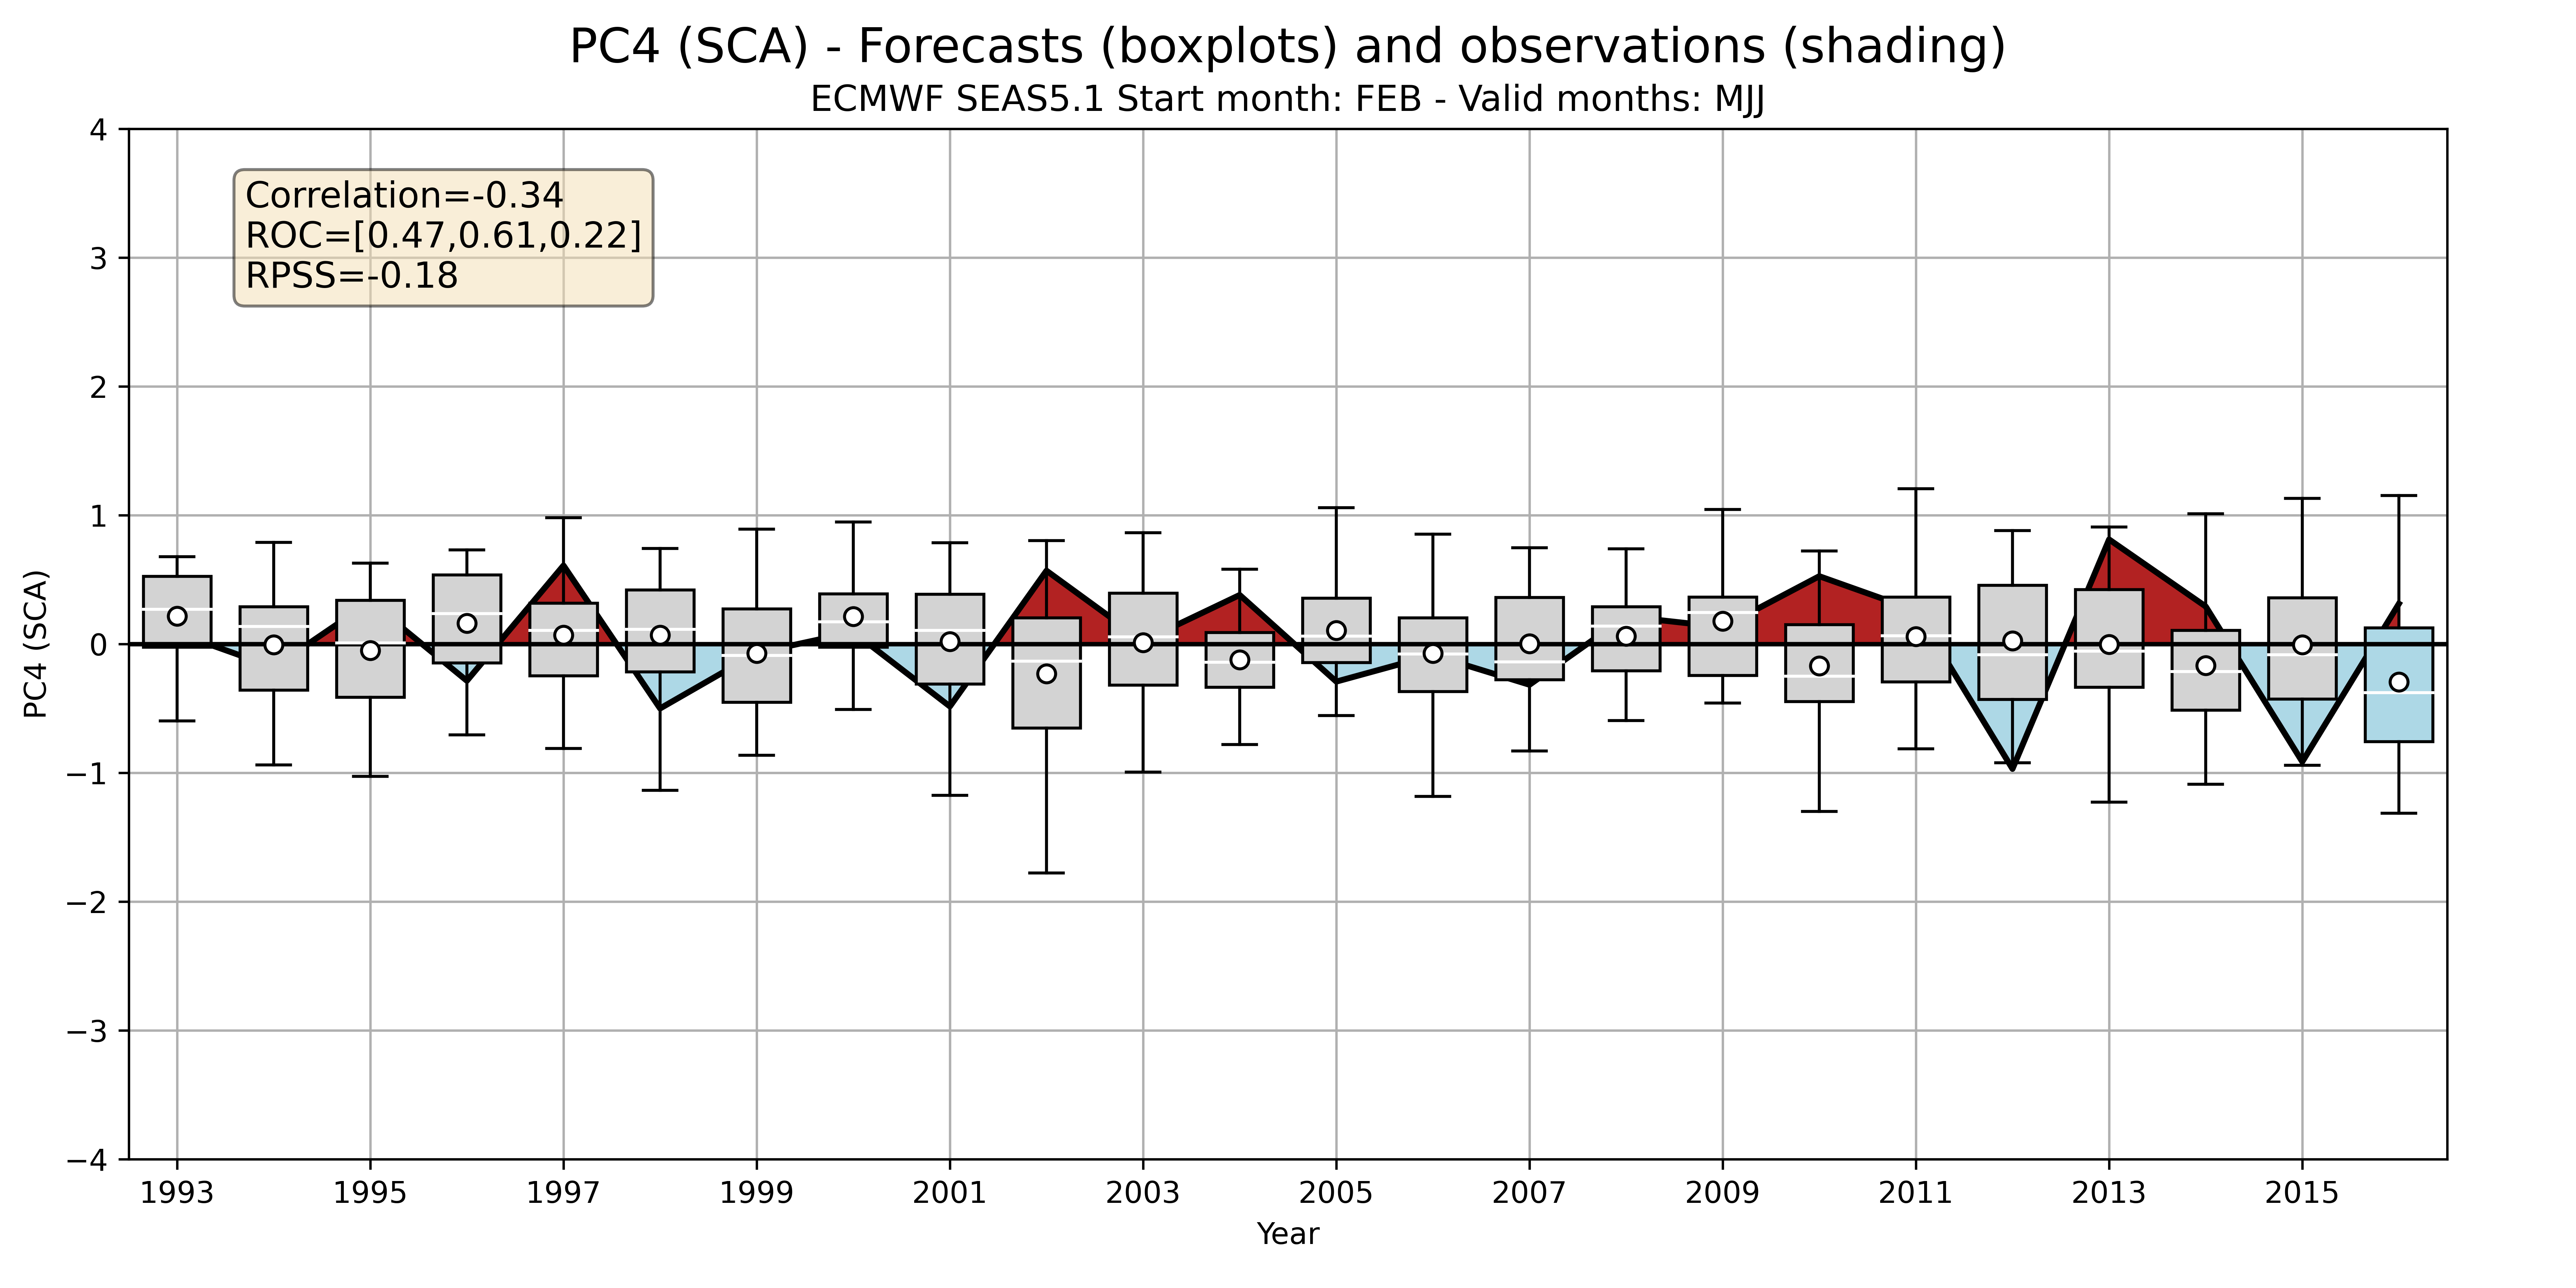 PC4 (SCA) - Forecasts (boxplots) and observations (shading)
ECMWF SEAS5.1 Start month: FEB - Valid months: MJJ
Correlation=-0.34
ROC=[0.47,0.61,0.22]
RPSS=-0.18
PC4 (SCA)
4
3
2
1
0
−1
−2
−3
−4
1993 1995 1997 1999 2001 2003 2005 2007 2009 2011 2013 2015
Year